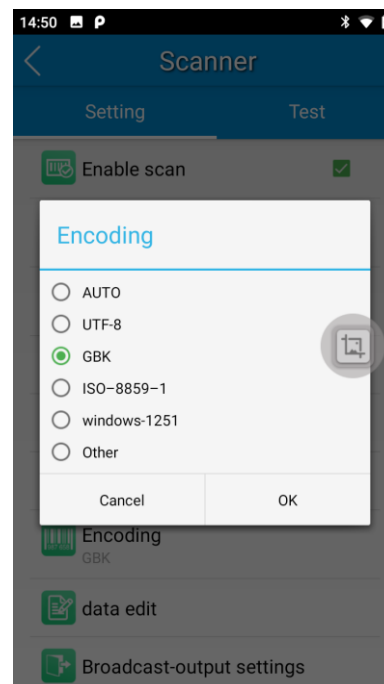 14:50
Scanner
Setting Test
Enable scan
Encoding
AUTO
UTF-8
GBK
ISO-8859-1
windows-1251
Other
Cancel OK
Encoding
GBK
data edit
Broadcast-output settings